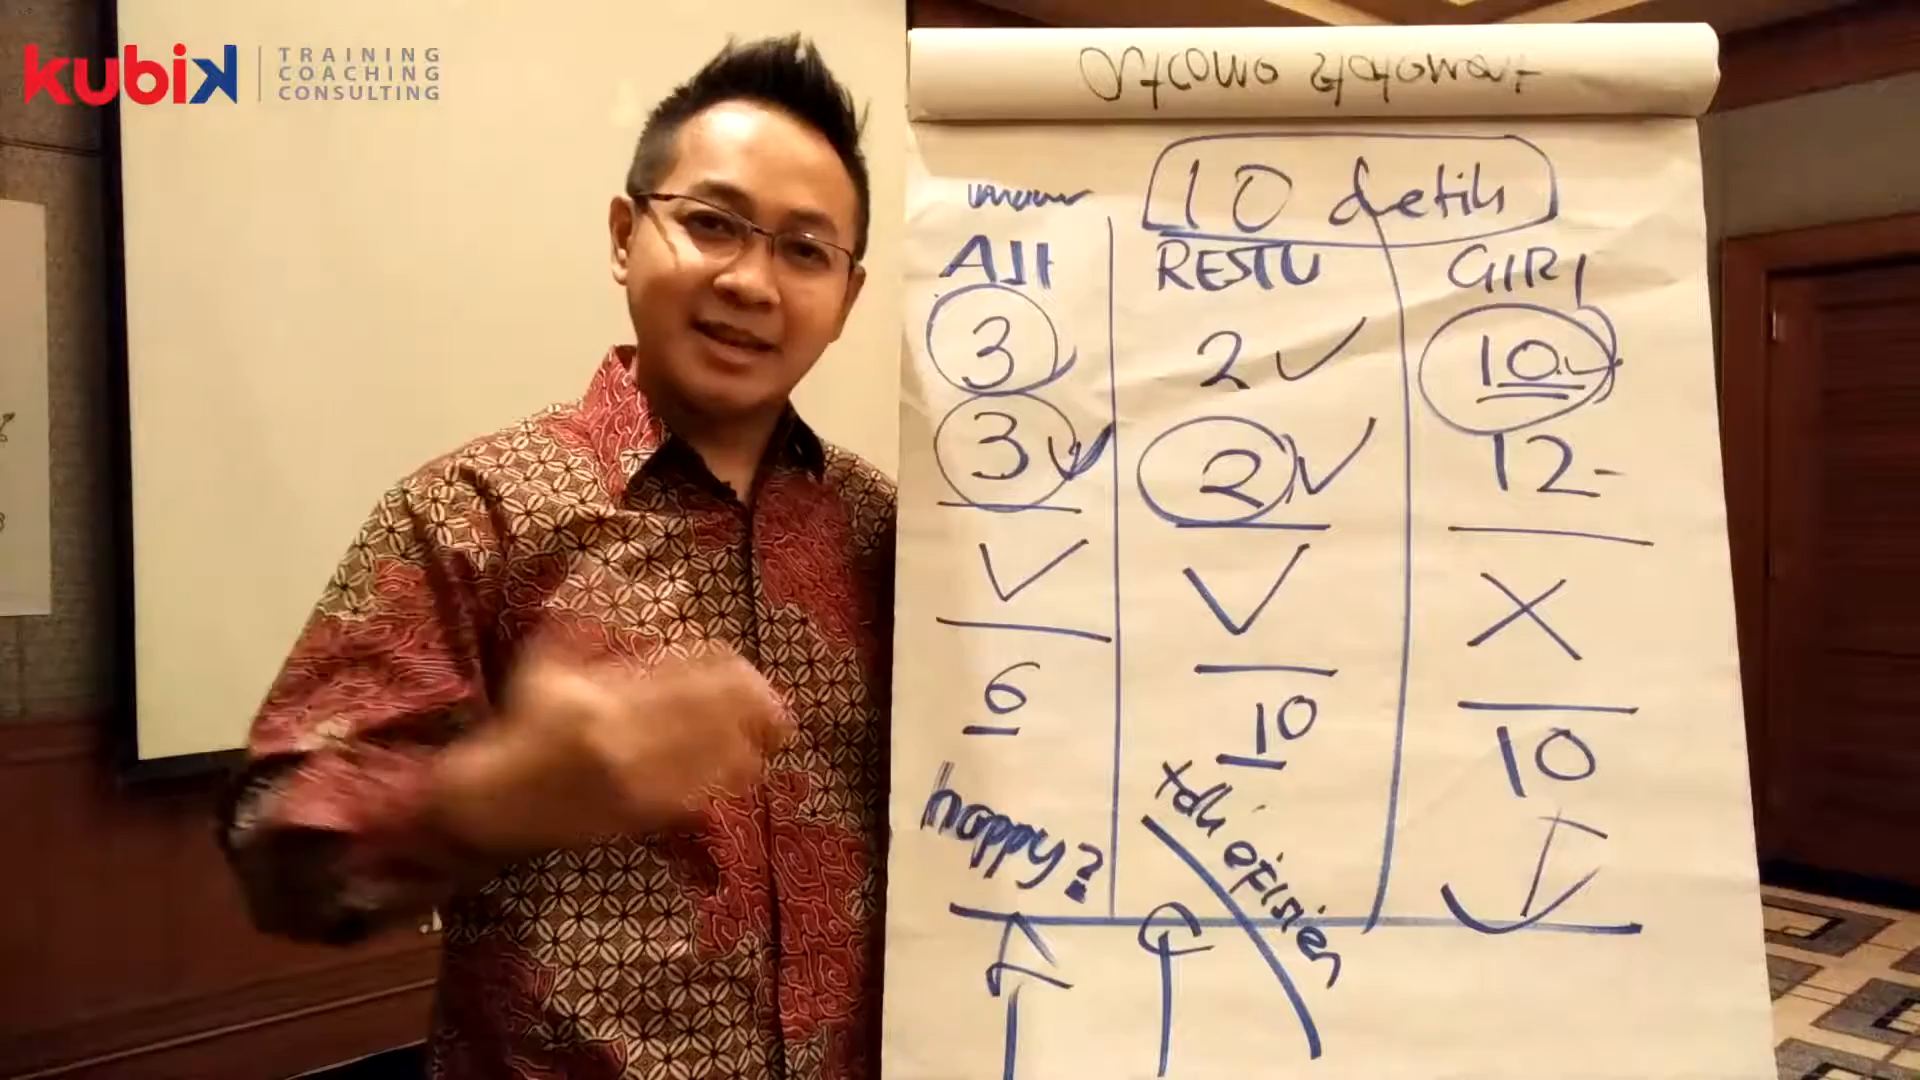 kubik
TRAINING
COACHING
CONSULTING
10 detik
AJI RESTU GIRI
3 2 10
3 2 12
6 10 10
happy?
tdk efisien